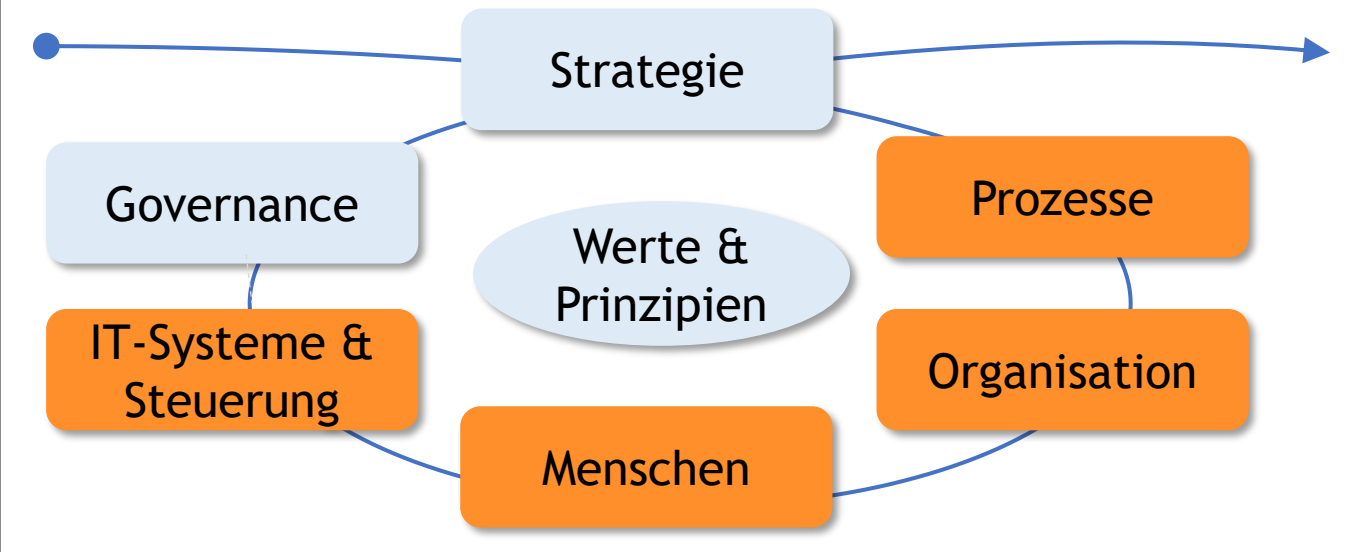 Strategie
Governance
Prozesse
Werte &
Prinzipien
IT-Systeme &
Steuerung
Organisation
Menschen